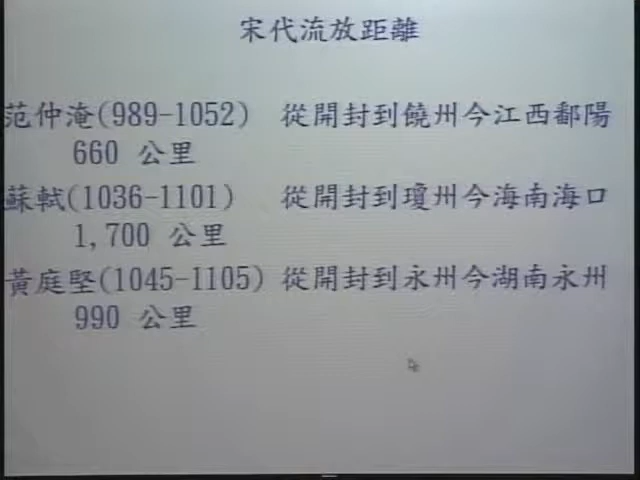 宋代流放距離
范仲淹(989-1052) 從開封到饒州今江西鄱陽
660 公里
蘇軾(1036-1101) 從開封到瓊州今海南海口
1,700 公里
黃庭堅(1045-1105) 從開封到永州今湖南永州
990 公里